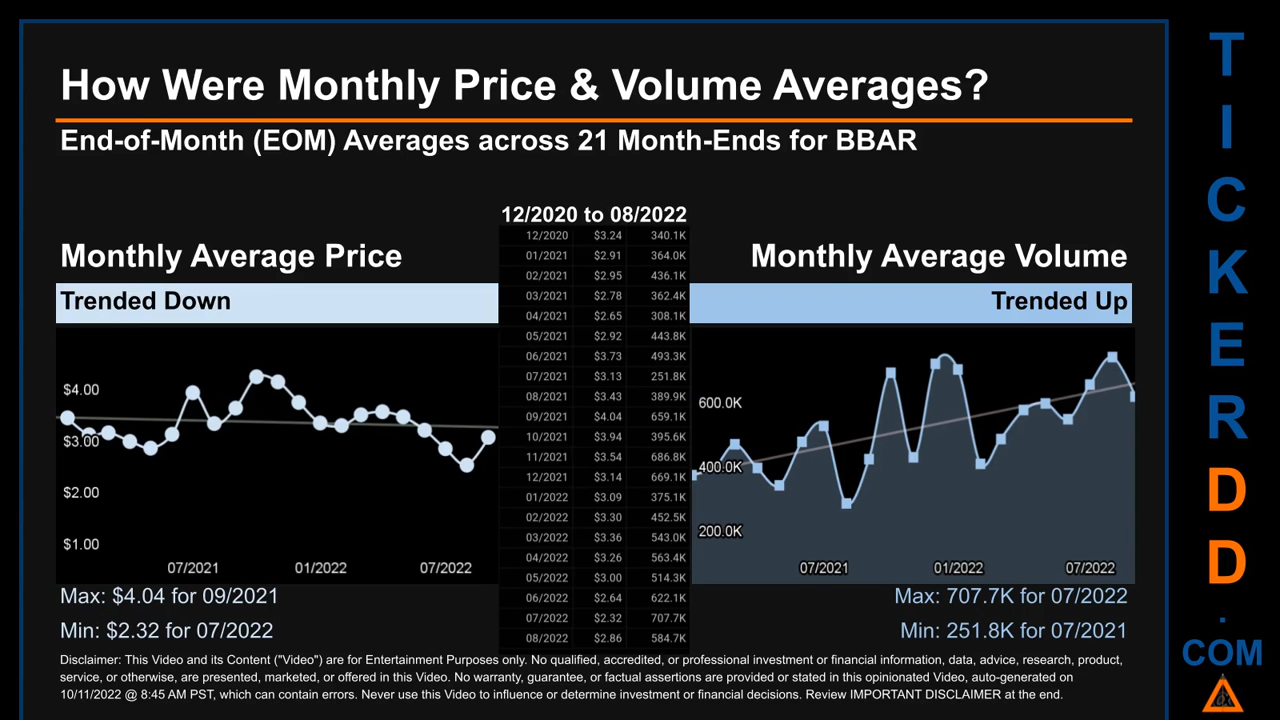 How Were Monthly Price & Volume Averages?
End-of-Month (EOM) Averages across 21 Month-Ends for BBAR
12/2020 to 08/2022
12/2020 $3.24 340.1K
01/2021 $2.91 364.0K
02/2021 $2.95 436.1K
03/2021 $2.78 362.4K
04/2021 $2.65 308.1K
05/2021 $2.92 443.8K
06/2021 $3.73 493.3K
07/2021 $3.13 251.8K
08/2021 $3.43 389.9K
09/2021 $4.04 659.1K
10/2021 $3.94 395.6K
11/2021 $3.54 686.8K
12/2021 $3.14 669.1K
01/2022 $3.09 375.1K
02/2022 $3.30 452.5K
03/2022 $3.36 543.0K
04/2022 $3.26 563.4K
05/2022 $3.00 514.3K
06/2022 $2.64 622.1K
07/2022 $2.32 707.7K
08/2022 $2.86 584.7K
Monthly Average Price
Trended Down
$4.00
$3.00
$2.00
$1.00
07/2021 01/2022 07/2022
Max: $4.04 for 09/2021
Min: $2.32 for 07/2022
Monthly Average Volume
Trended Up
600.0K
400.0K
200.0K
07/2021 01/2022 07/2022
Max: 707.7K for 07/2022
Min: 251.8K for 07/2021
Disclaimer: This Video and its Content ("Video") are for Entertainment Purposes only. No qualified, accredited, or professional investment or financial information, data, advice, research, product,
service, or otherwise, are presented, marketed, or offered in this Video. No warranty, guarantee, or factual assertions are provided or stated in this opinionated Video, auto-generated on
10/11/2022 @ 8:45 AM PST, which can contain errors. Never use this Video to influence or determine investment or financial decisions. Review IMPORTANT DISCLAIMER at the end.
T
I
C
K
E
R
D
D
.
COM